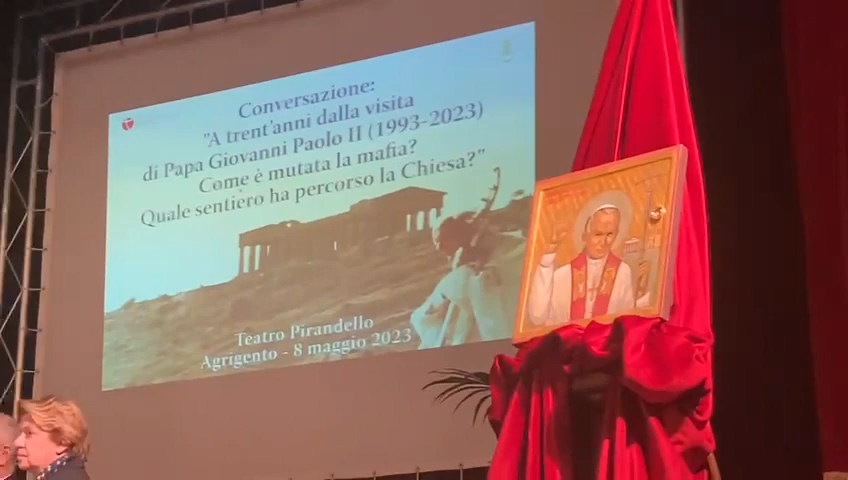 Conversazione:
"A trent'anni dalla visita
di Papa Giovanni Paolo II (1993-2023)
Come è mutata la mafia?
Quale sentiero ha percorso la Chiesa?"
Teatro Pirandello
Agrigento - 8 maggio 2023